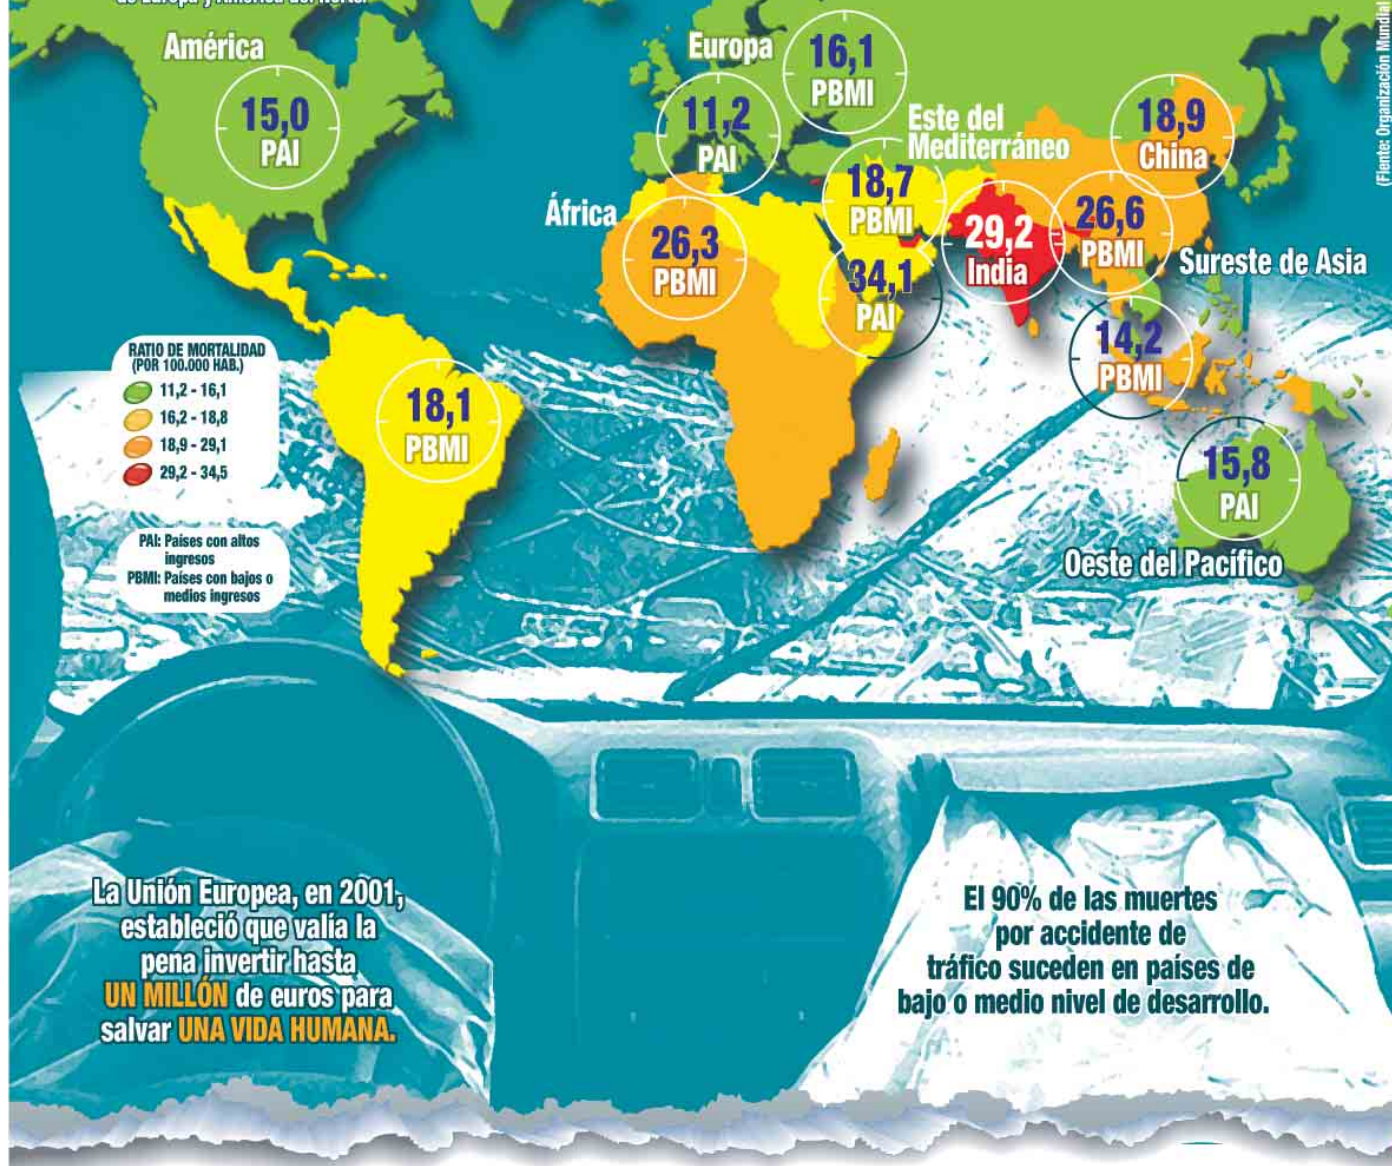 de Europa y América del Norte.
América
15,0
PAI
Europa
16,1
PBMI
11,2
PAI
Este del
Mediterráneo
18,7
PBMI
34,1
PAI
18,9
China
África
26,3
PBMI
29,2
India
26,6
PBMI
Sureste de Asia
14,2
PBMI
18,1
PBMI
15,8
PAI
Oeste del Pacífico
RATIO DE MORTALIDAD
(POR 100.000 HAB.)
11,2 - 16,1
16,2 - 18,8
18,9 - 29,1
29,2 - 34,5
PAI: Países con altos
ingresos
PBMI: Países con bajos o
medios ingresos
(Fiente: Organización Mundial
La Unión Europea, en 2001,
estableció que valía la
pena invertir hasta
UN MILLÓN de euros para
salvar UNA VIDA HUMANA.
El 90% de las muertes
por accidente de
tráfico suceden en países de
bajo o medio nivel de desarrollo.